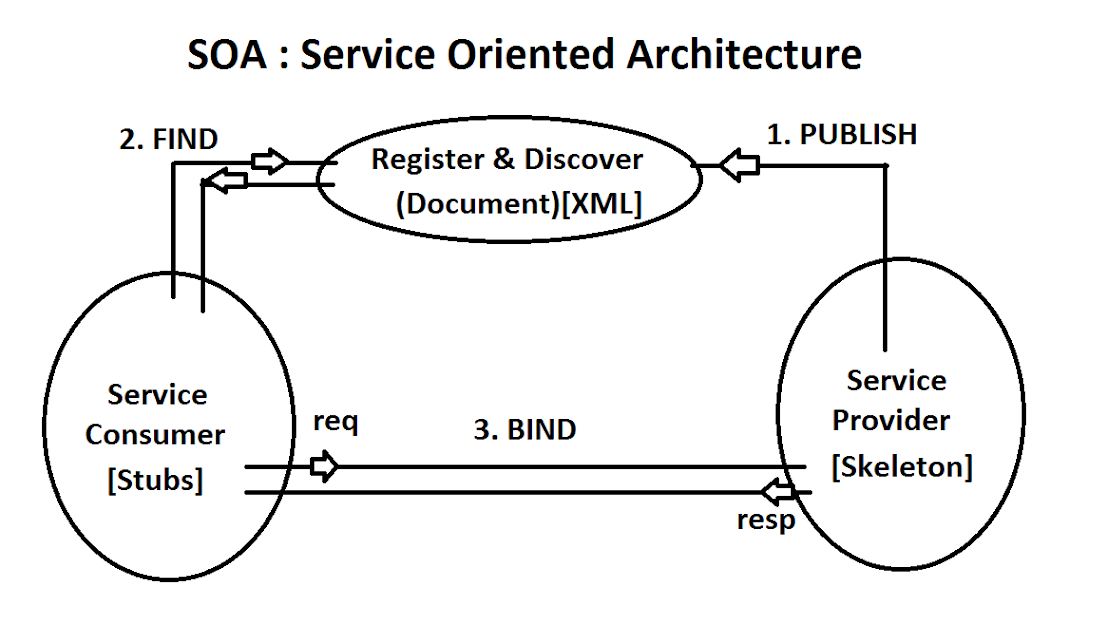 SOA : Service Oriented Architecture
2. FIND
1. PUBLISH
Register & Discover
(Document)[XML]
Service
Consumer
[Stubs]
req
3. BIND
Service
Provider
[Skeleton]
resp